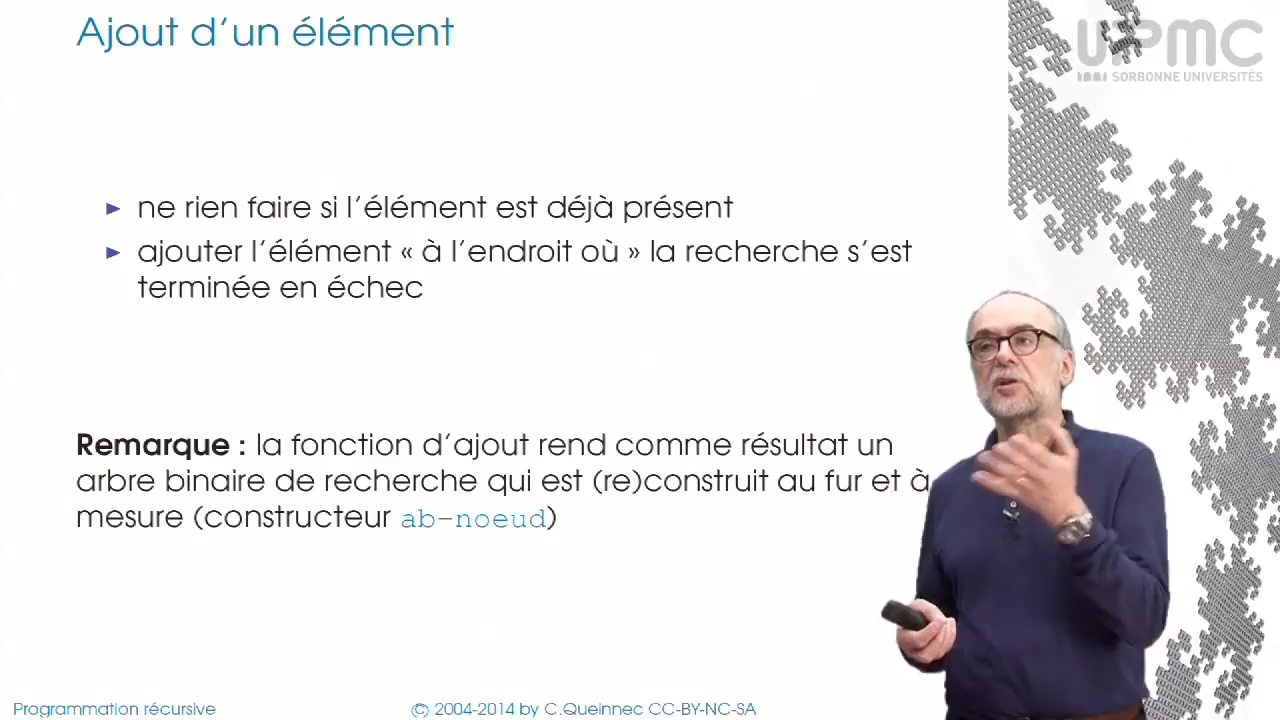 Ajout d'un élément
UPMC
SORBONNE UNIVERSITÉS
► ne rien faire si l'élément est déjà présent
► ajouter l'élément « à l'endroit où » la recherche s'est
terminée en échec
Remarque : la fonction d'ajout rend comme résultat un
arbre binaire de recherche qui est (re)construit au fur et à
mesure (constructeur ab-noeud)
Programmation récursive
© 2004-2014 by C.Queinnec CC-BY-NC-SA